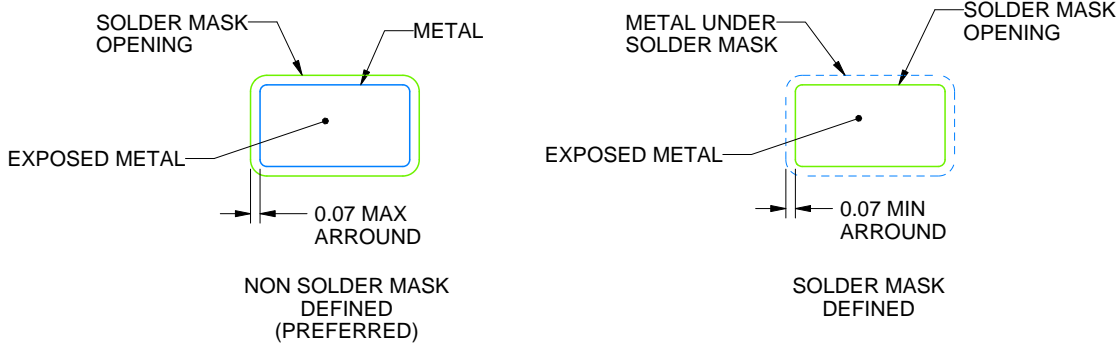 SOLDER MASK
OPENING
METAL
EXPOSED METAL
0.07 MAX
ARROUND
NON SOLDER MASK
DEFINED
(PREFERRED)
METAL UNDER
SOLDER MASK
SOLDER MASK
OPENING
EXPOSED METAL
0.07 MIN
ARROUND
SOLDER MASK
DEFINED